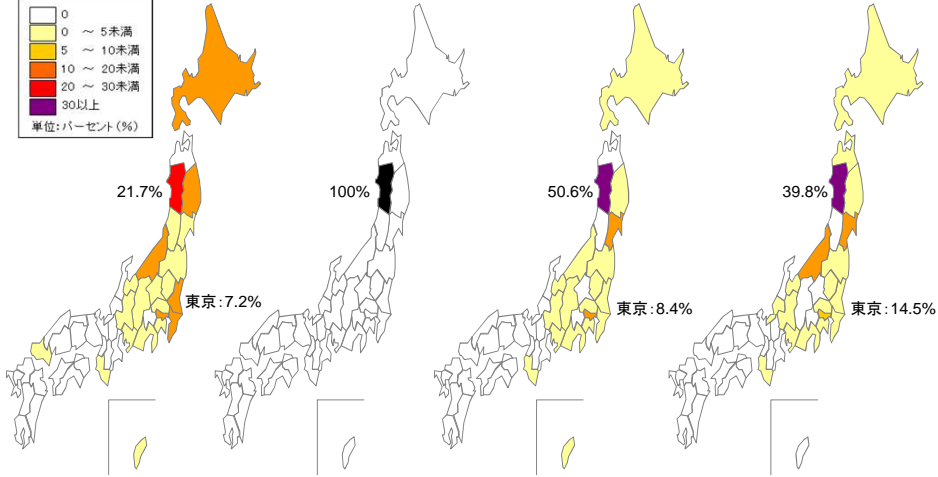 0
0 ～ 5未満
5 ～ 10未満
10 ～ 20未満
20 ～ 30未満
30以上
単位:パーセント(%)
21.7%
100%
50.6%
39.8%
東京:7.2%
東京:8.4%
東京:14.5%